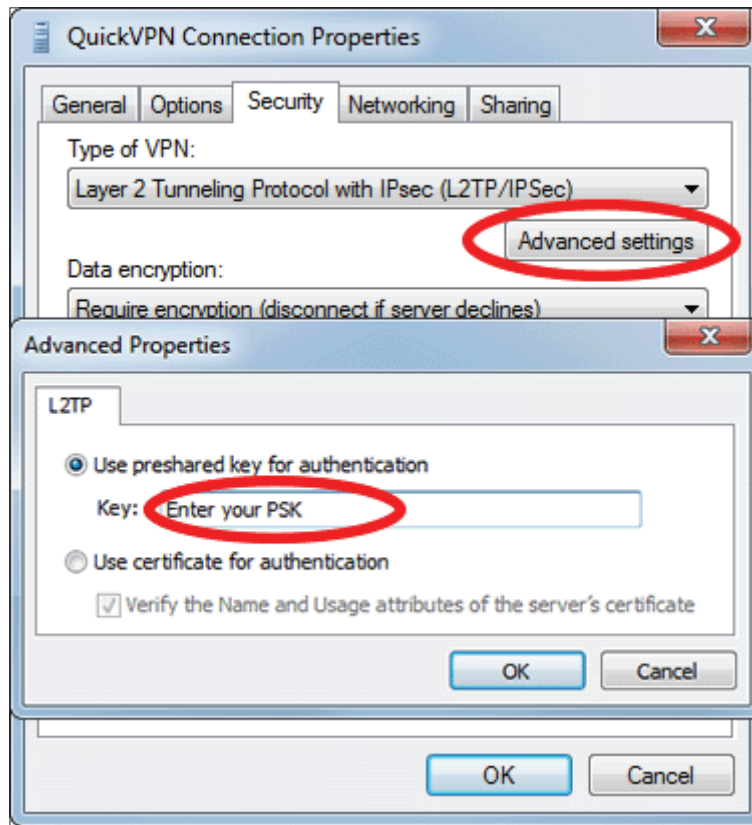 QuickVPN Connection Properties
General Options Security Networking Sharing
Type of VPN:
Layer 2 Tunneling Protocol with IPsec (L2TP/IPSec)
Advanced settings
Data encryption:
Require encryption (disconnect if server declines)
Advanced Properties
L2TP
Use preshared key for authentication
Key: Enter your PSK
Use certificate for authentication
Verify the Name and Usage attributes of the server's certificate
OK Cancel
OK Cancel